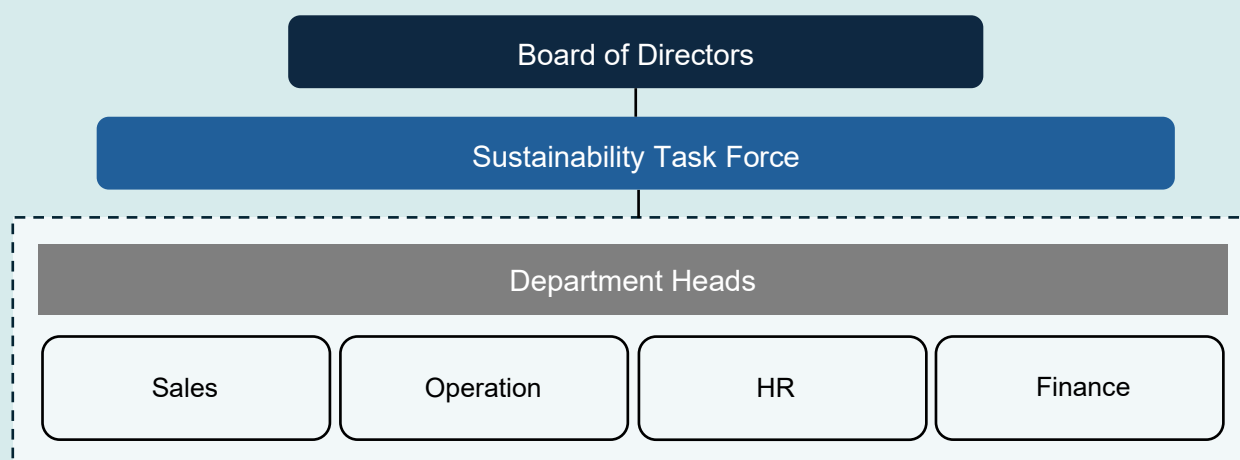 Board of Directors
Sustainability Task Force
Department Heads
Sales
Operation
HR
Finance